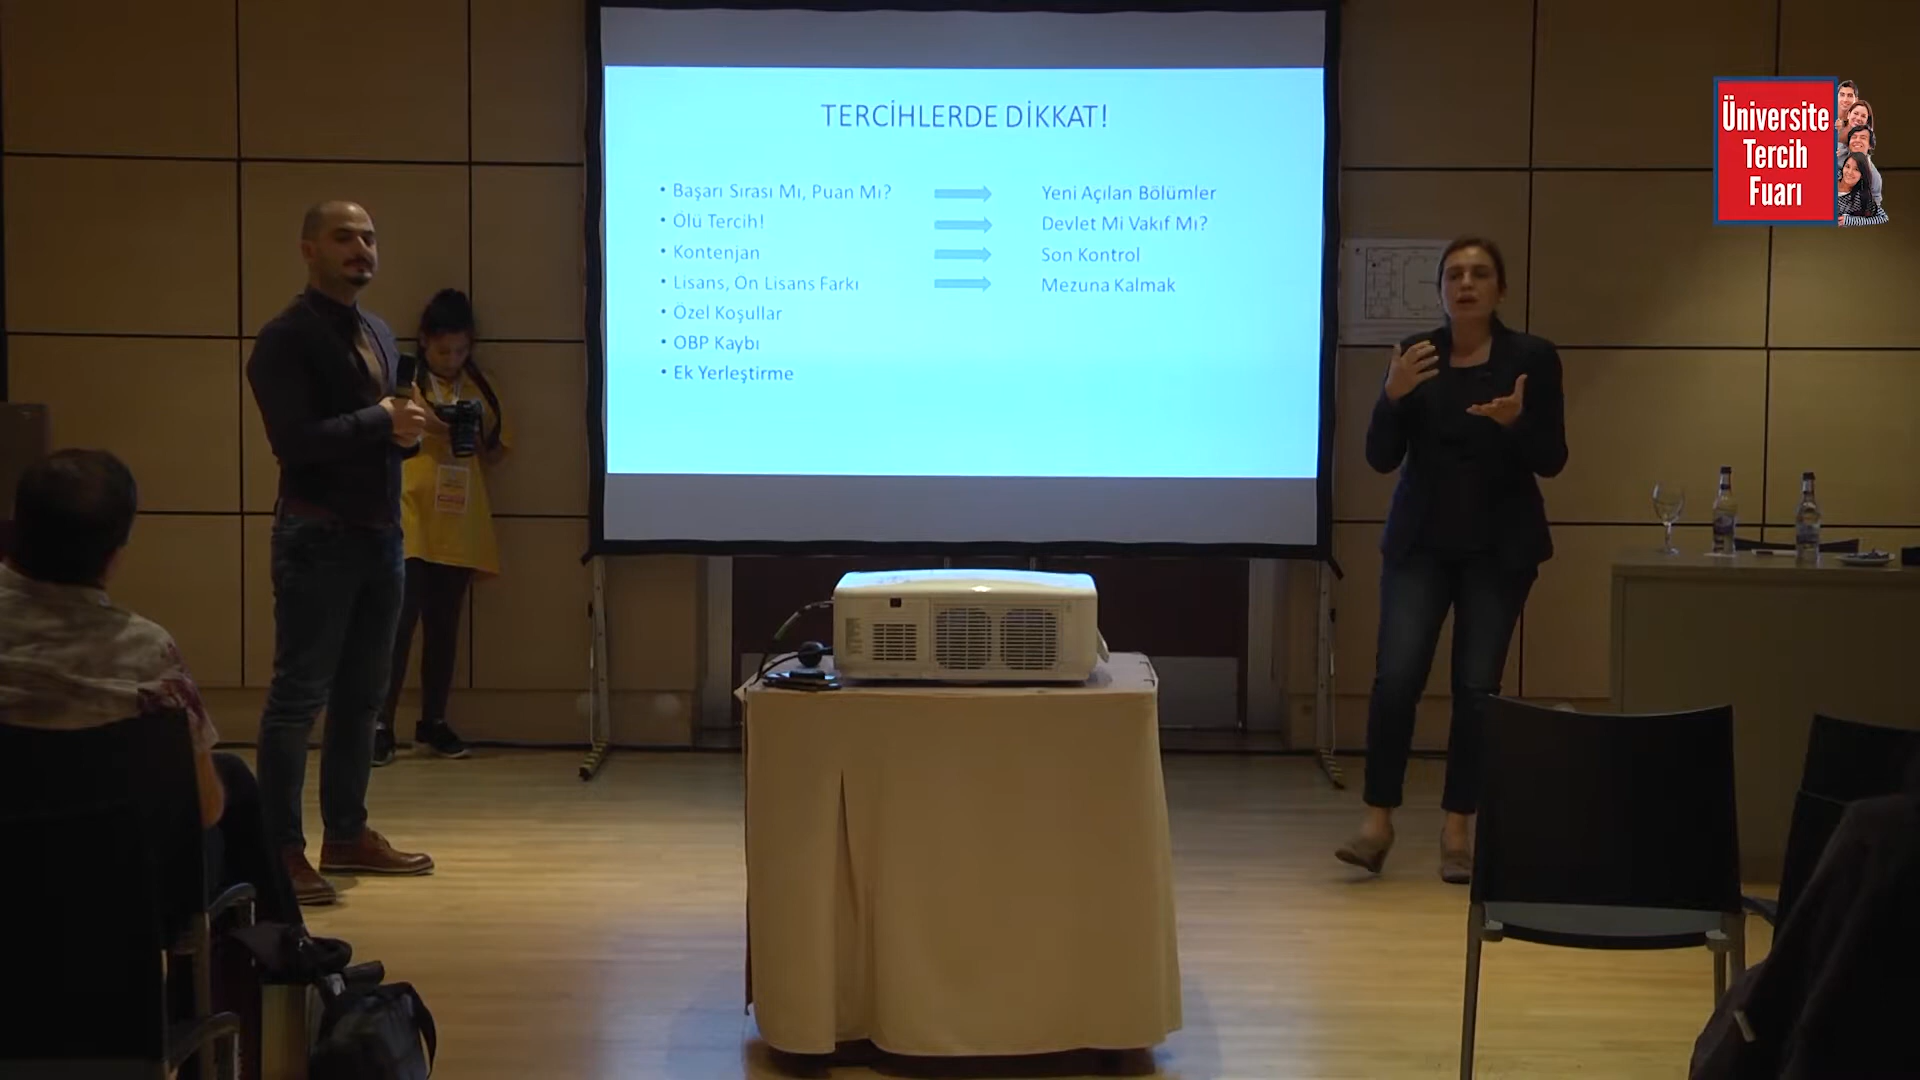 TERCİHLERDE DİKKAT!
• Başarı Sırası Mı, Puan Mı?
• Ölü Tercih!
• Kontenjan
• Lisans, Ön Lisans Farkı
• Özel Koşullar
• OBP Kaybı
• Ek Yerleştirme
Yeni Açılan Bölümler
Devlet Mi Vakıf Mı?
Son Kontrol
Mezuna Kalmak
Üniversite
Tercih
Fuarı